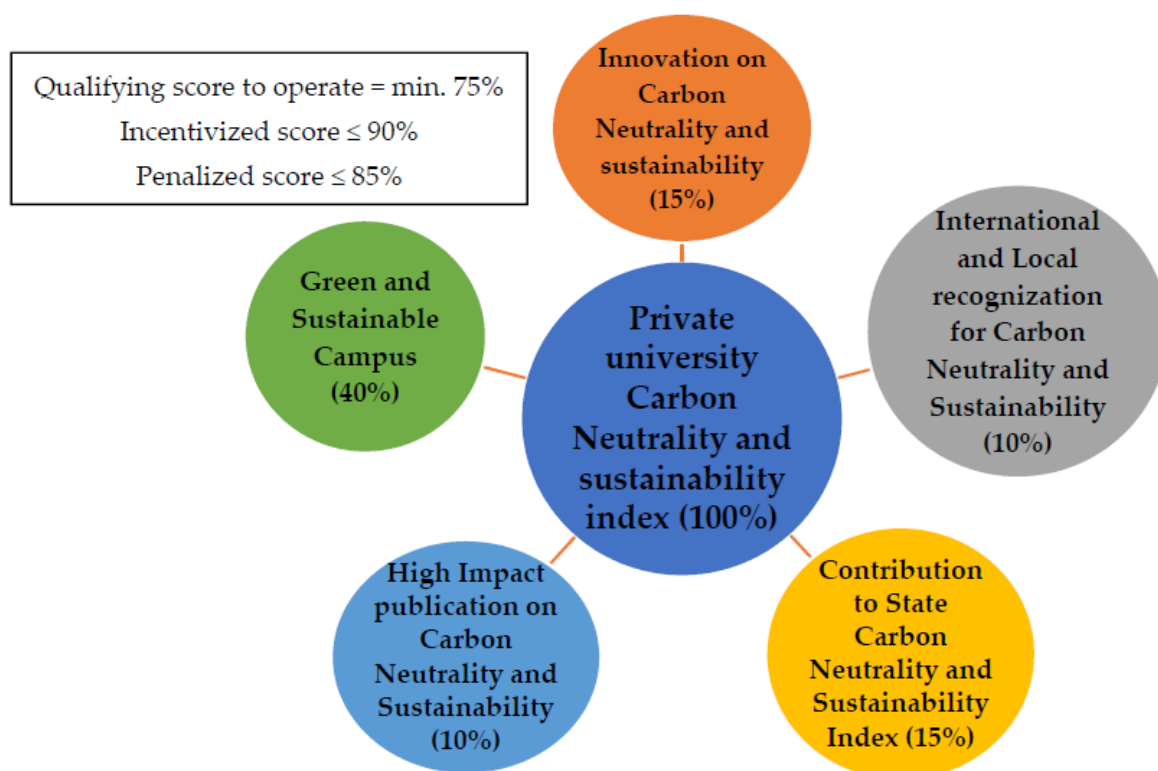 Qualifying score to operate = min. 75%
Incentivized score ≤ 90%
Penalized score ≤ 85%
Innovation on
Carbon
Neutrality and
sustainability
(15%)
International
and Local
recognization
for Carbon
Neutrality and
Sustainability
(10%)
Green and
Sustainable
Campus
(40%)
Private
university
Carbon
Neutrality and
sustainability
index (100%)
High Impact
publication on
Carbon
Neutrality and
Sustainability
(10%)
Contribution
to State
Carbon
Neutrality and
Sustainability
Index (15%)